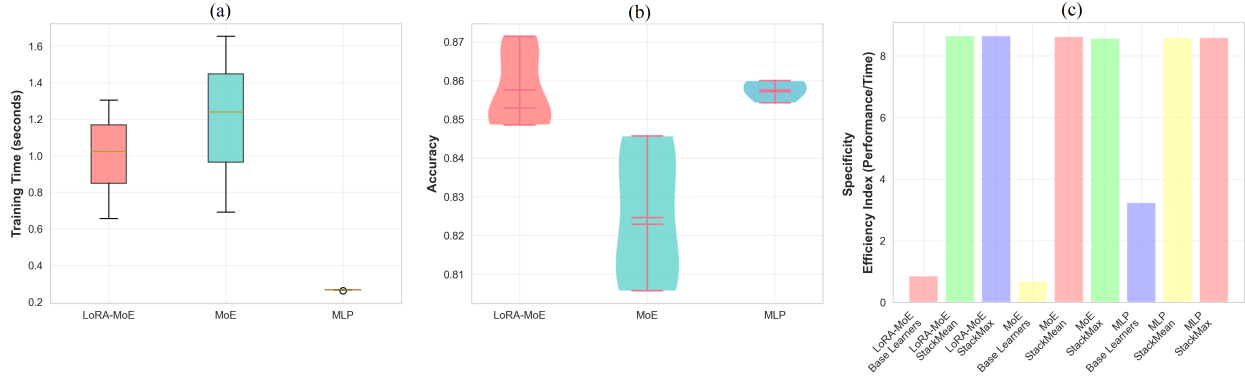 (a)
Training Time (seconds)
1.6
1.4
1.2
1.0
0.8
0.6
0.4
0.2
LoRA-MoE
MoE
MLP
(b)
Accuracy
0.87
0.86
0.85
0.84
0.83
0.82
0.81
LoRA-MoE
MoE
MLP
(c)
Specificity
Efficiency Index (Performance/Time)
8
6
4
2
0
LoRA-MoE
Base Learners
LoRA-MoE
StackMean
LoRA-MoE
StackMax
MoE
Base Learners
MoE
StackMean
MoE
StackMax
MLP
Base Learners
MLP
StackMean
MLP
StackMax